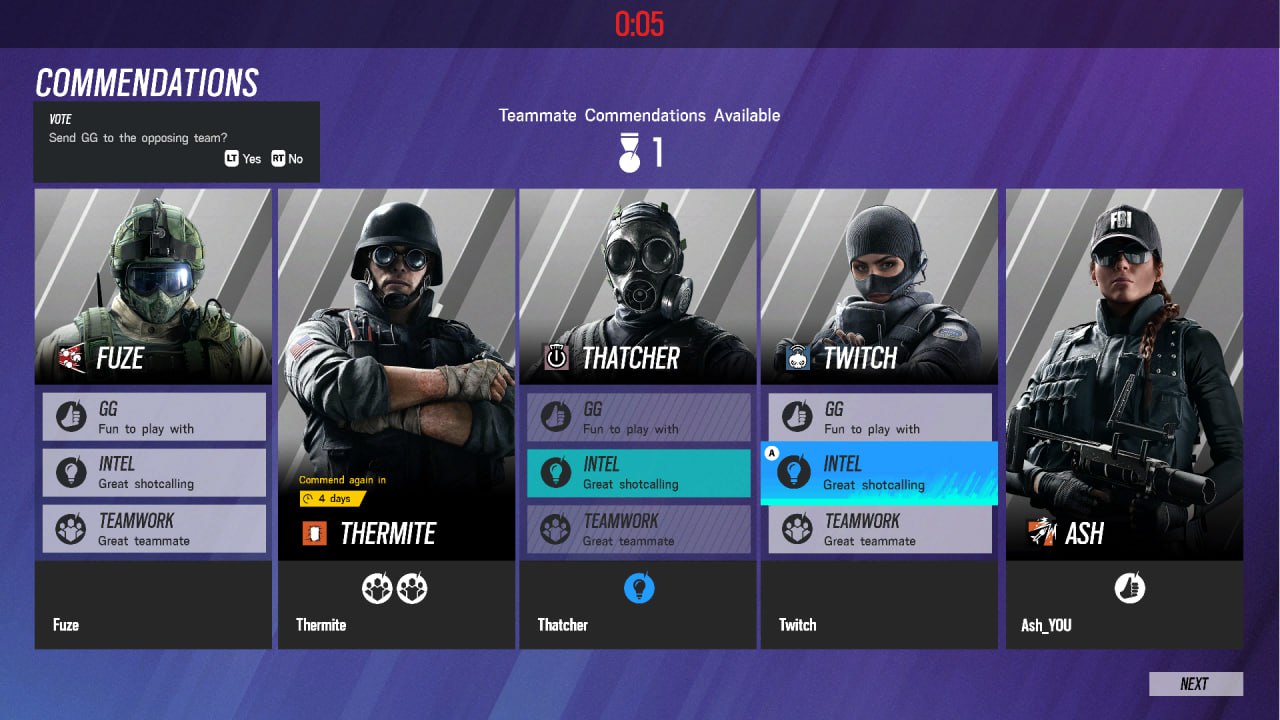 0:05
COMMENDATIONS
VOTE
Send GG to the opposing team?
LT Yes RT No
Teammate Commendations Available
1
FUZE
GG
Fun to play with
INTEL
Great shotcalling
TEAMWORK
Great teammate
Fuze
Commend again in
4 days
THERMITE
Thermite
THATCHER
GG
Fun to play with
INTEL
Great shotcalling
TEAMWORK
Great teammate
Thatcher
TWITCH
GG
Fun to play with
A
INTEL
Great shotcalling
TEAMWORK
Great teammate
Twitch
FBI
ASH
Ash_YOU
NEXT